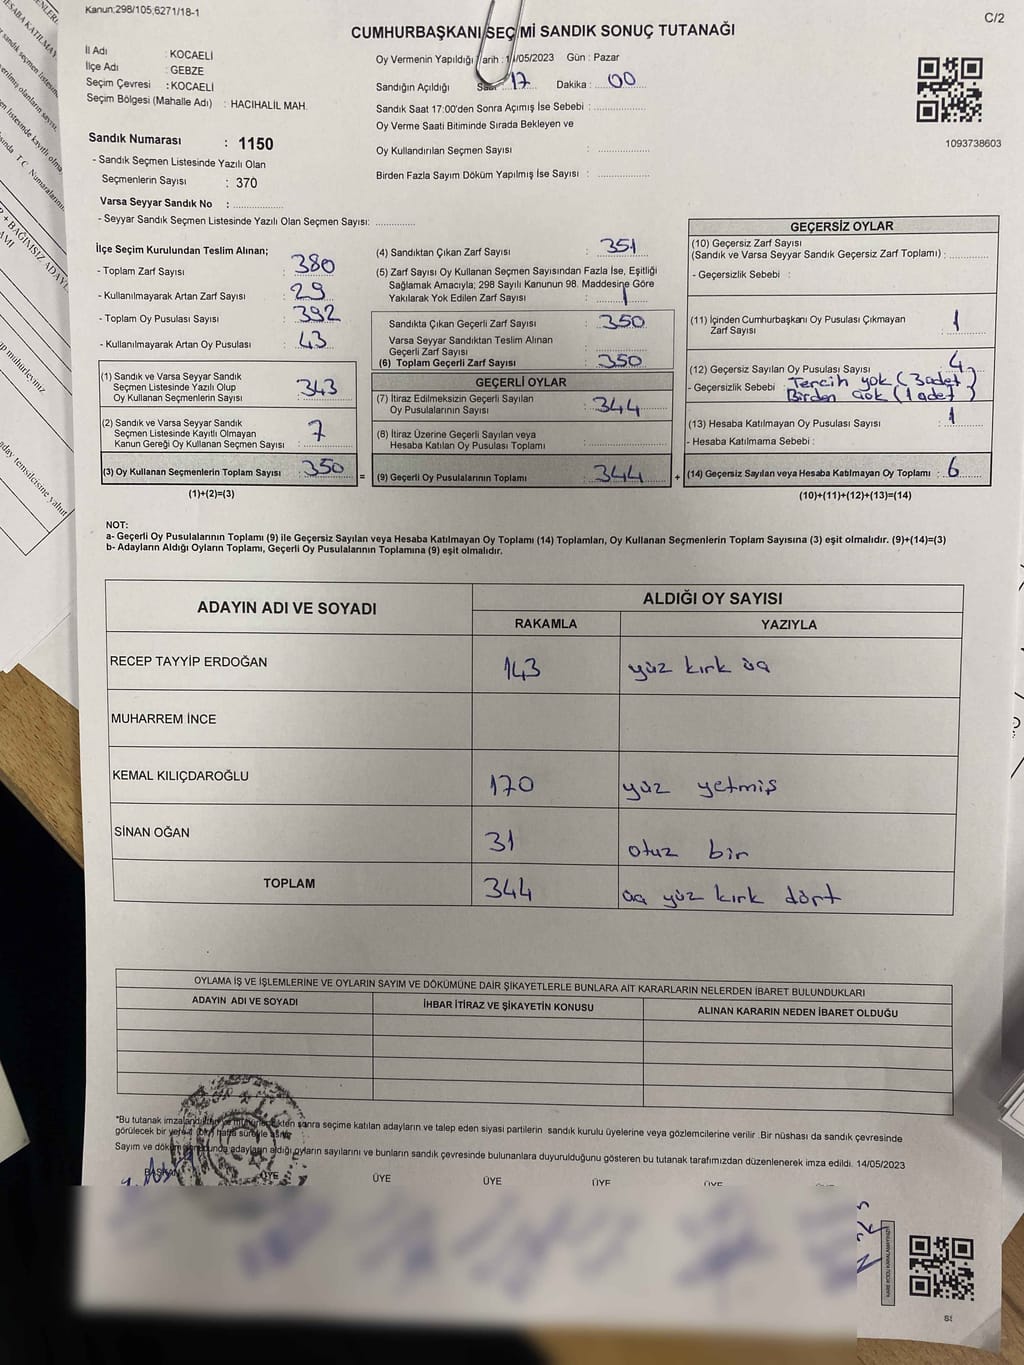 Kanun:298/105,6271/18-1
C/2
CUMHURBAŞKANI SEÇİMİ SANDIK SONUÇ TUTANAĞI
İl Adı : KOCAELİ
İlçe Adı : GEBZE
Seçim Çevresi : KOCAELİ
Seçim Bölgesi (Mahalle Adı) : HACIHALİL MAH.
Oy Vermenin Yapıldığı Tarih : 14/05/2023 Gün : Pazar
Sandığın Açıldığı Saat : 17 Dakika : 00
Sandık Saat 17:00'den Sonra Açımış İse Sebebi :
Oy Verme Saati Bitiminde Sırada Bekleyen ve
Oy Kullandırılan Seçmen Sayısı :
Birden Fazla Sayım Döküm Yapılmış İse Sayısı :
1093738603
Sandık Numarası : 1150
- Sandık Seçmen Listesinde Yazılı Olan
Seçmenlerin Sayısı : 370
Varsa Seyyar Sandık No :
- Seyyar Sandık Seçmen Listesinde Yazılı Olan Seçmen Sayısı:
İlçe Seçim Kurulundan Teslim Alınan;
- Toplam Zarf Sayısı : 380
- Kullanılmayarak Artan Zarf Sayısı : 29
- Toplam Oy Pusulası Sayısı : 392
- Kullanılmayarak Artan Oy Pusulası : 43
(1) Sandık ve Varsa Seyyar Sandık
Seçmen Listesinde Yazılı Olup
Oy Kullanan Seçmenlerin Sayısı : 343
(2) Sandık ve Varsa Seyyar Sandık
Seçmen Listesinde Kayıtlı Olmayan
Kanun Gereği Oy Kullanan Seçmen Sayısı : 7
(3) Oy Kullanan Seçmenlerin Toplam Sayısı : 350
(1)+(2)=(3)
(4) Sandıktan Çıkan Zarf Sayısı : 351
(5) Zarf Sayısı Oy Kullanan Seçmen Sayısından Fazla İse, Eşitliği
Sağlamak Amacıyla; 298 Sayılı Kanunun 98. Maddesine Göre
Yakılarak Yok Edilen Zarf Sayısı : 1
Sandıkta Çıkan Geçerli Zarf Sayısı : 350
Varsa Seyyar Sandıktan Teslim Alınan
Geçerli Zarf Sayısı :
(6) Toplam Geçerli Zarf Sayısı : 350
GEÇERLİ OYLAR
(7) İtiraz Edilmeksizin Geçerli Sayılan
Oy Pusulalarının Sayısı : 344
(8) İtiraz Üzerine Geçerli Sayılan veya
Hesaba Katılan Oy Pusulası Toplamı :
= (9) Geçerli Oy Pusulalarının Toplamı : 344
GEÇERSİZ OYLAR
(10) Geçersiz Zarf Sayısı
(Sandık ve Varsa Seyyar Sandık Geçersiz Zarf Toplamı) :
- Geçersizlik Sebebi :
(11) İçinden Cumhurbaşkanı Oy Pusulası Çıkmayan
Zarf Sayısı : 1
(12) Geçersiz Sayılan Oy Pusulası Sayısı : 4
- Geçersizlik Sebebi : Tercih yok (3 adet)
Birden çok (1 adet)
(13) Hesaba Katılmayan Oy Pusulası Sayısı : 1
- Hesaba Katılmama Sebebi :
+ (14) Geçersiz Sayılan veya Hesaba Katılmayan Oy Toplamı : 6
(10)+(11)+(12)+(13)=(14)
NOT:
a- Geçerli Oy Pusulalarının Toplamı (9) ile Geçersiz Sayılan veya Hesaba Katılmayan Oy Toplamı (14) Toplamları, Oy Kullanan Seçmenlerin Toplam Sayısına (3) eşit olmalıdır. (9)+(14)=(3)
b- Adayların Aldığı Oyların Toplamı, Geçerli Oy Pusulalarının Toplamına (9) eşit olmalıdır.
ADAYIN ADI VE SOYADI
ALDIĞI OY SAYISI
RAKAMLA YAZIYLA
RECEP TAYYİP ERDOĞAN 143 yüz kırk üç
MUHARREM İNCE
KEMAL KILIÇDAROĞLU 170 yüz yetmiş
SİNAN OĞAN 31 otuz bir
TOPLAM 344 üç yüz kırk dört
OYLAMA İŞ VE İŞLEMLERİNE VE OYLARIN SAYIM VE DÖKÜMÜNE DAİR ŞİKAYETLERLE BUNLARA AİT KARARLARIN NELERDEN İBARET BULUNDUKLARI
ADAYIN ADI VE SOYADI İHBAR İTİRAZ VE ŞİKAYETİN KONUSU ALINAN KARARIN NEDEN İBARET OLDUĞU
*Bu tutanak sonra seçime katılan adayların ve talep eden siyasi partilerin sandık kurulu üyelerine veya gözlemcilerine verilir .Bir nüshası da sandık çevresinde
görülecek bir yere
Sayım ve döküm adayların aldığı oyların sayılarını ve bunların sandık çevresinde bulunanlara duyurulduğunu gösteren bu tutanak tarafımızdan düzenlenerek imza edildi. 14/05/2023
BAŞKAN ÜYE ÜYE ÜYE ÜYE ÜYE